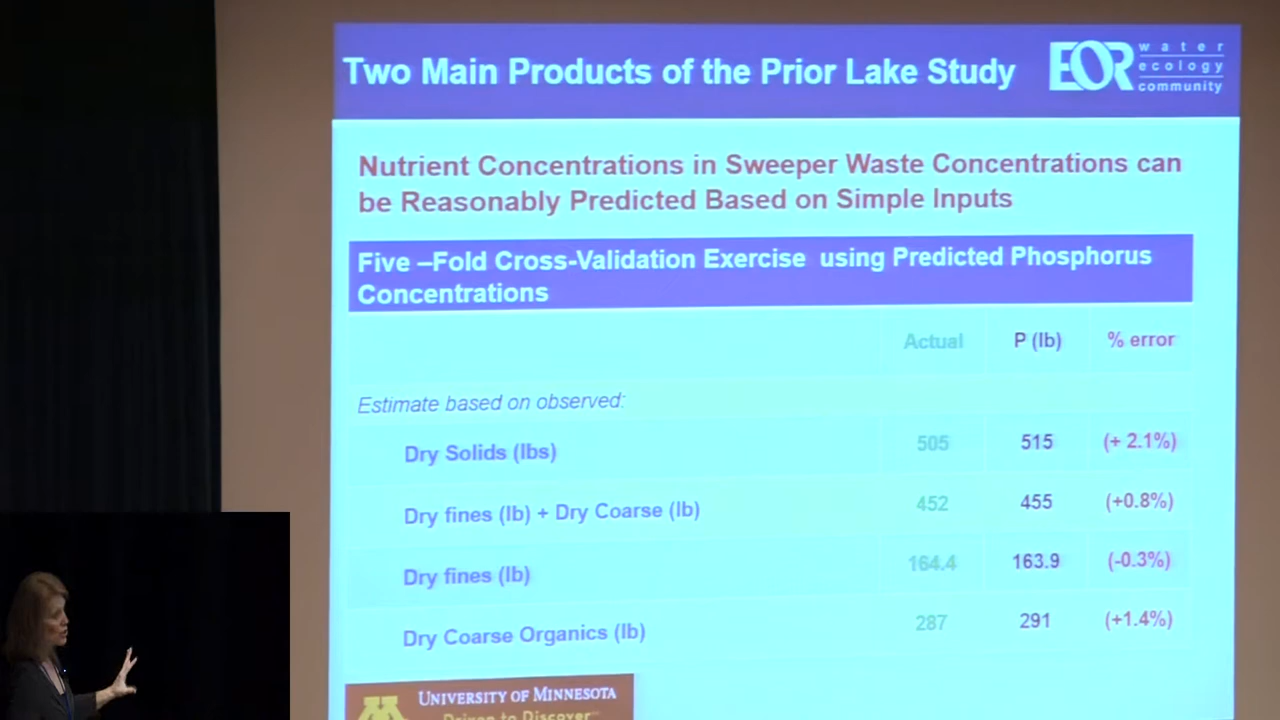 Two Main Products of the Prior Lake Study
EOR
water
ecology
community
Nutrient Concentrations in Sweeper Waste Concentrations can
be Reasonably Predicted Based on Simple Inputs
Five –Fold Cross-Validation Exercise using Predicted Phosphorus
Concentrations
Actual P (lb) % error
Estimate based on observed:
Dry Solids (lbs) 505 515 (+ 2.1%)
Dry fines (lb) + Dry Coarse (lb) 452 455 (+0.8%)
Dry fines (lb) 164.4 163.9 (-0.3%)
Dry Coarse Organics (lb) 287 291 (+1.4%)
UNIVERSITY OF MINNESOTA
Driven to Discover™